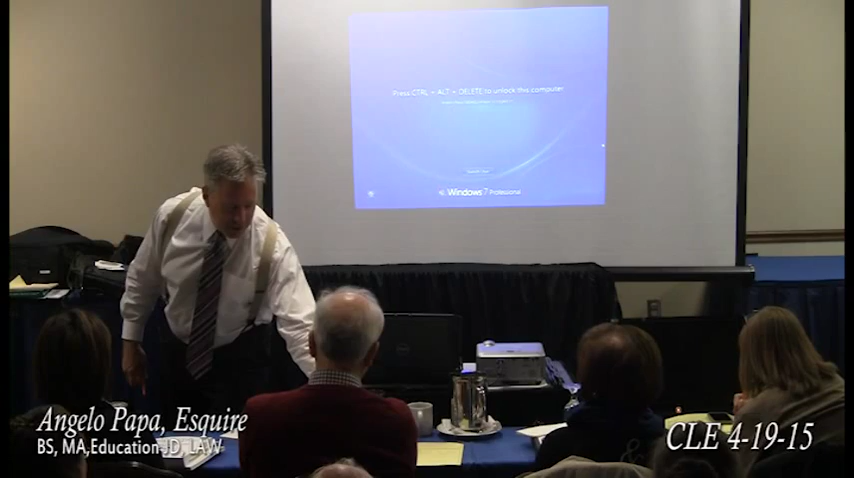 Press CTRL + ALT + DELETE to unlock this computer
Windows 7 Professional
Angelo Papa, Esquire
BS, MA,Education-JD, LAW
CLE 4-19-15